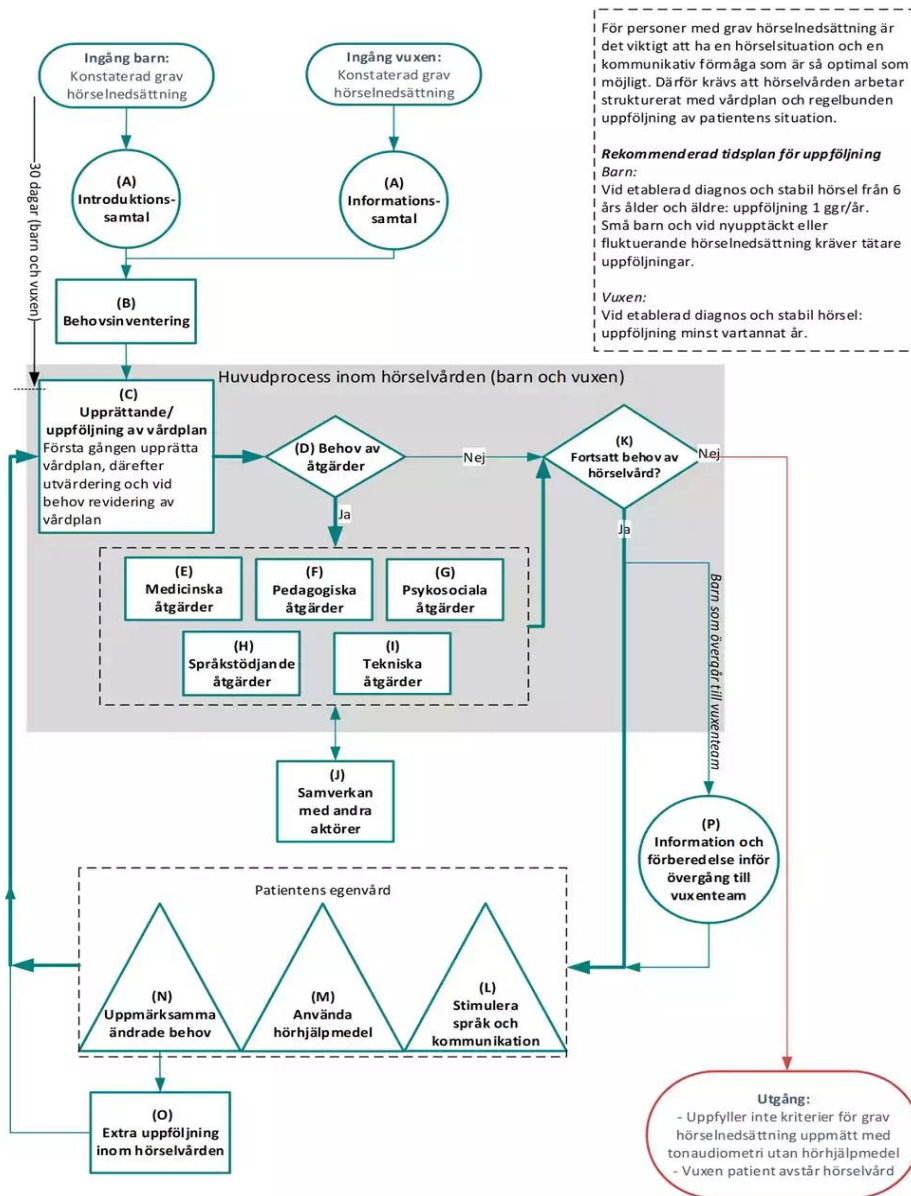 Ingång barn:
Konstaterad grav
hörselnedsättning
Ingång vuxen:
Konstaterad grav
hörselnedsättning
För personer med grav hörselnedsättning är
det viktigt att ha en hörselsituation och en
kommunikativ förmåga som är så optimal som
möjligt. Därför krävs att hörselvården arbetar
strukturerat med vårdplan och regelbunden
uppföljning av patientens situation.
Rekommenderad tidsplan för uppföljning
Barn:
Vid etablerad diagnos och stabil hörsel från 6
års ålder och äldre: uppföljning 1 ggr/år.
Små barn och vid nyupptäckt eller
fluktuerande hörselnedsättning kräver tätare
uppföljningar.
Vuxen:
Vid etablerad diagnos och stabil hörsel:
uppföljning minst vartannat år.
30 dagar (barn och vuxen)
(A)
Introduktions-
samtal
(A)
Informations-
samtal
(B)
Behovsinventering
Huvudprocess inom hörselvården (barn och vuxen)
(C)
Upprättande/
uppföljning av vårdplan
Första gången upprätta
vårdplan, därefter
utvärdering och vid
behov revidering av
vårdplan
(D) Behov av
åtgärder
Nej
Ja
(K)
Fortsatt behov av
hörselvård?
Nej
Ja
(E)
Medicinska
åtgärder
(F)
Pedagogiska
åtgärder
(G)
Psykosociala
åtgärder
(H)
Språkstödjande
åtgärder
(I)
Tekniska
åtgärder
Barn som övergår till vuxenteam
(J)
Samverkan
med andra
aktörer
(P)
Information och
förberedelse inför
övergång till
vuxenteam
Patientens egenvård
(N)
Uppmärksamma
ändrade behov
(M)
Använda
hörhjälpmedel
(L)
Stimulera
språk och
kommunikation
(O)
Extra uppföljning
inom hörselvården
Utgång:
- Uppfyller inte kriterier för grav
hörselnedsättning uppmätt med
tonaudiometri utan hörhjälpmedel
- Vuxen patient avstår hörselvård